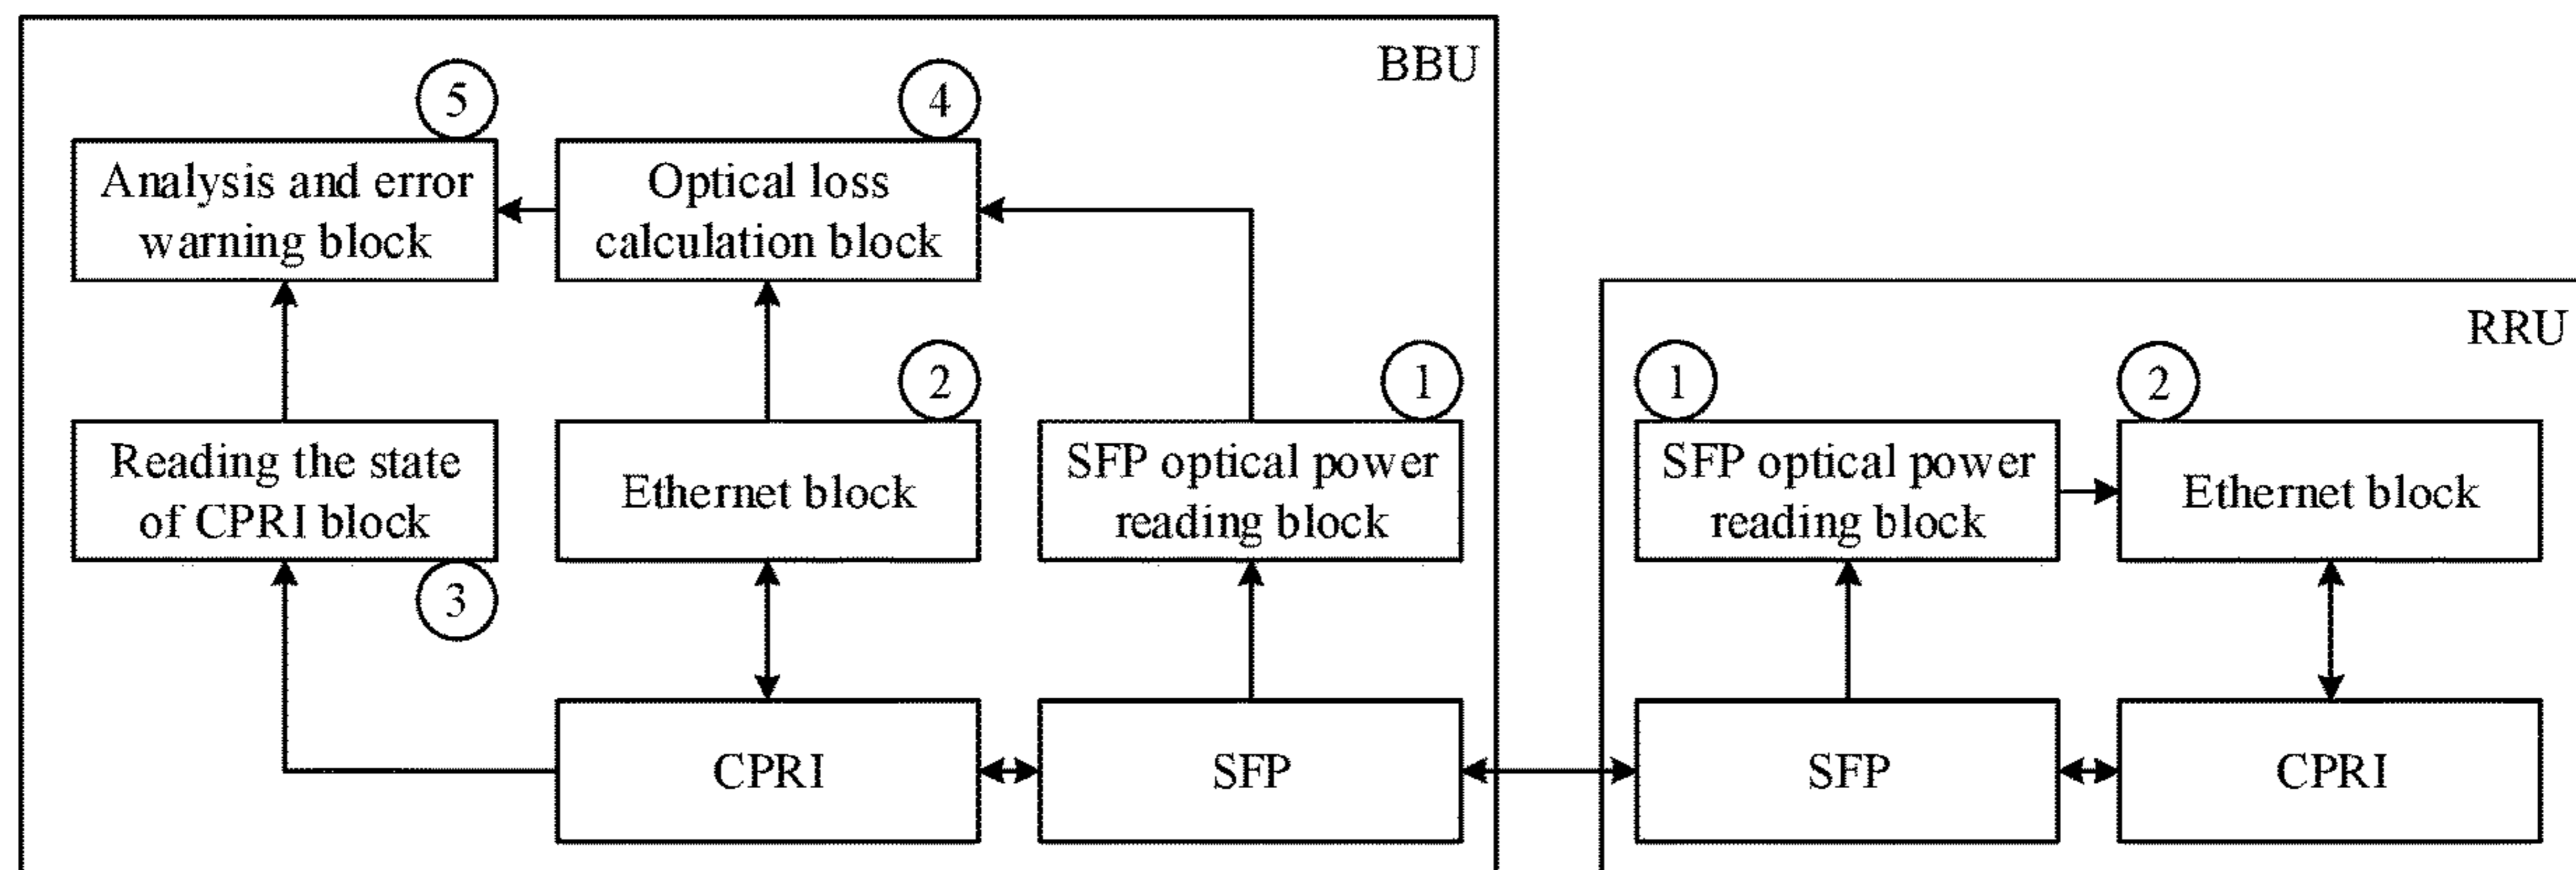 BBU
5
4
Analysis and error
warning block
Optical loss
calculation block
RRU
2
1
1
2
Reading the state
of CPRI block
Ethernet block
SFP optical power
reading block
SFP optical power
reading block
Ethernet block
3
CPRI
SFP
SFP
CPRI